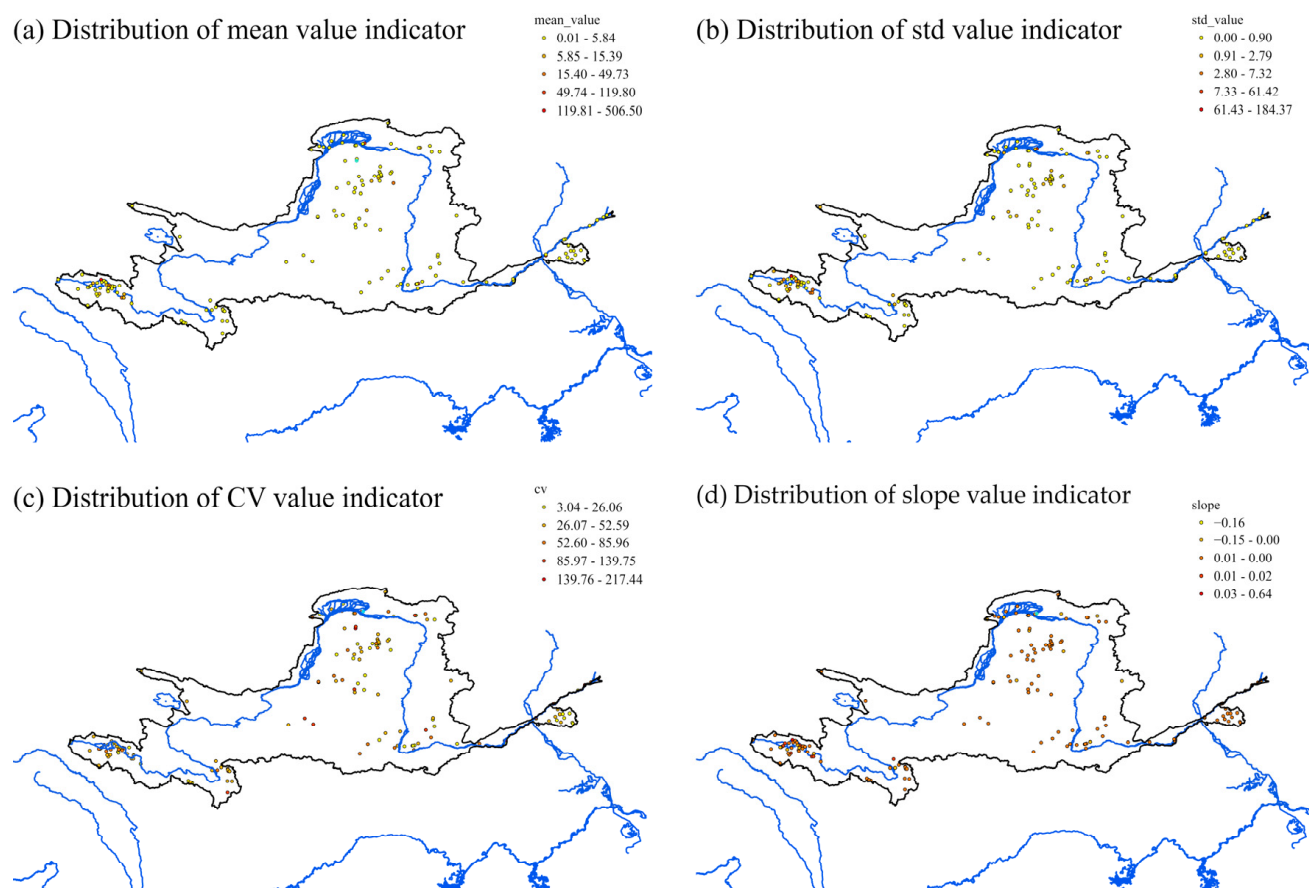 (a) Distribution of mean value indicator
mean_value
0.01 - 5.84
5.85 - 15.39
15.40 - 49.73
49.74 - 119.80
119.81 - 506.50
(b) Distribution of std value indicator
std_value
0.00 - 0.90
0.91 - 2.79
2.80 - 7.32
7.33 - 61.42
61.43 - 184.37
(c) Distribution of CV value indicator
cv
3.04 - 26.06
26.07 - 52.59
52.60 - 85.96
85.97 - 139.75
139.76 - 217.44
(d) Distribution of slope value indicator
slope
−0.16
−0.15 - 0.00
0.01 - 0.00
0.01 - 0.02
0.03 - 0.64